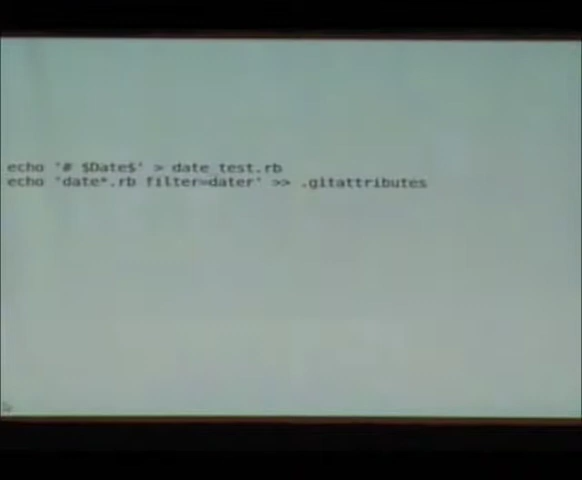 echo '# $Date$' > date_test.rb
echo 'date*.rb filter=dater' >> .gitattributes